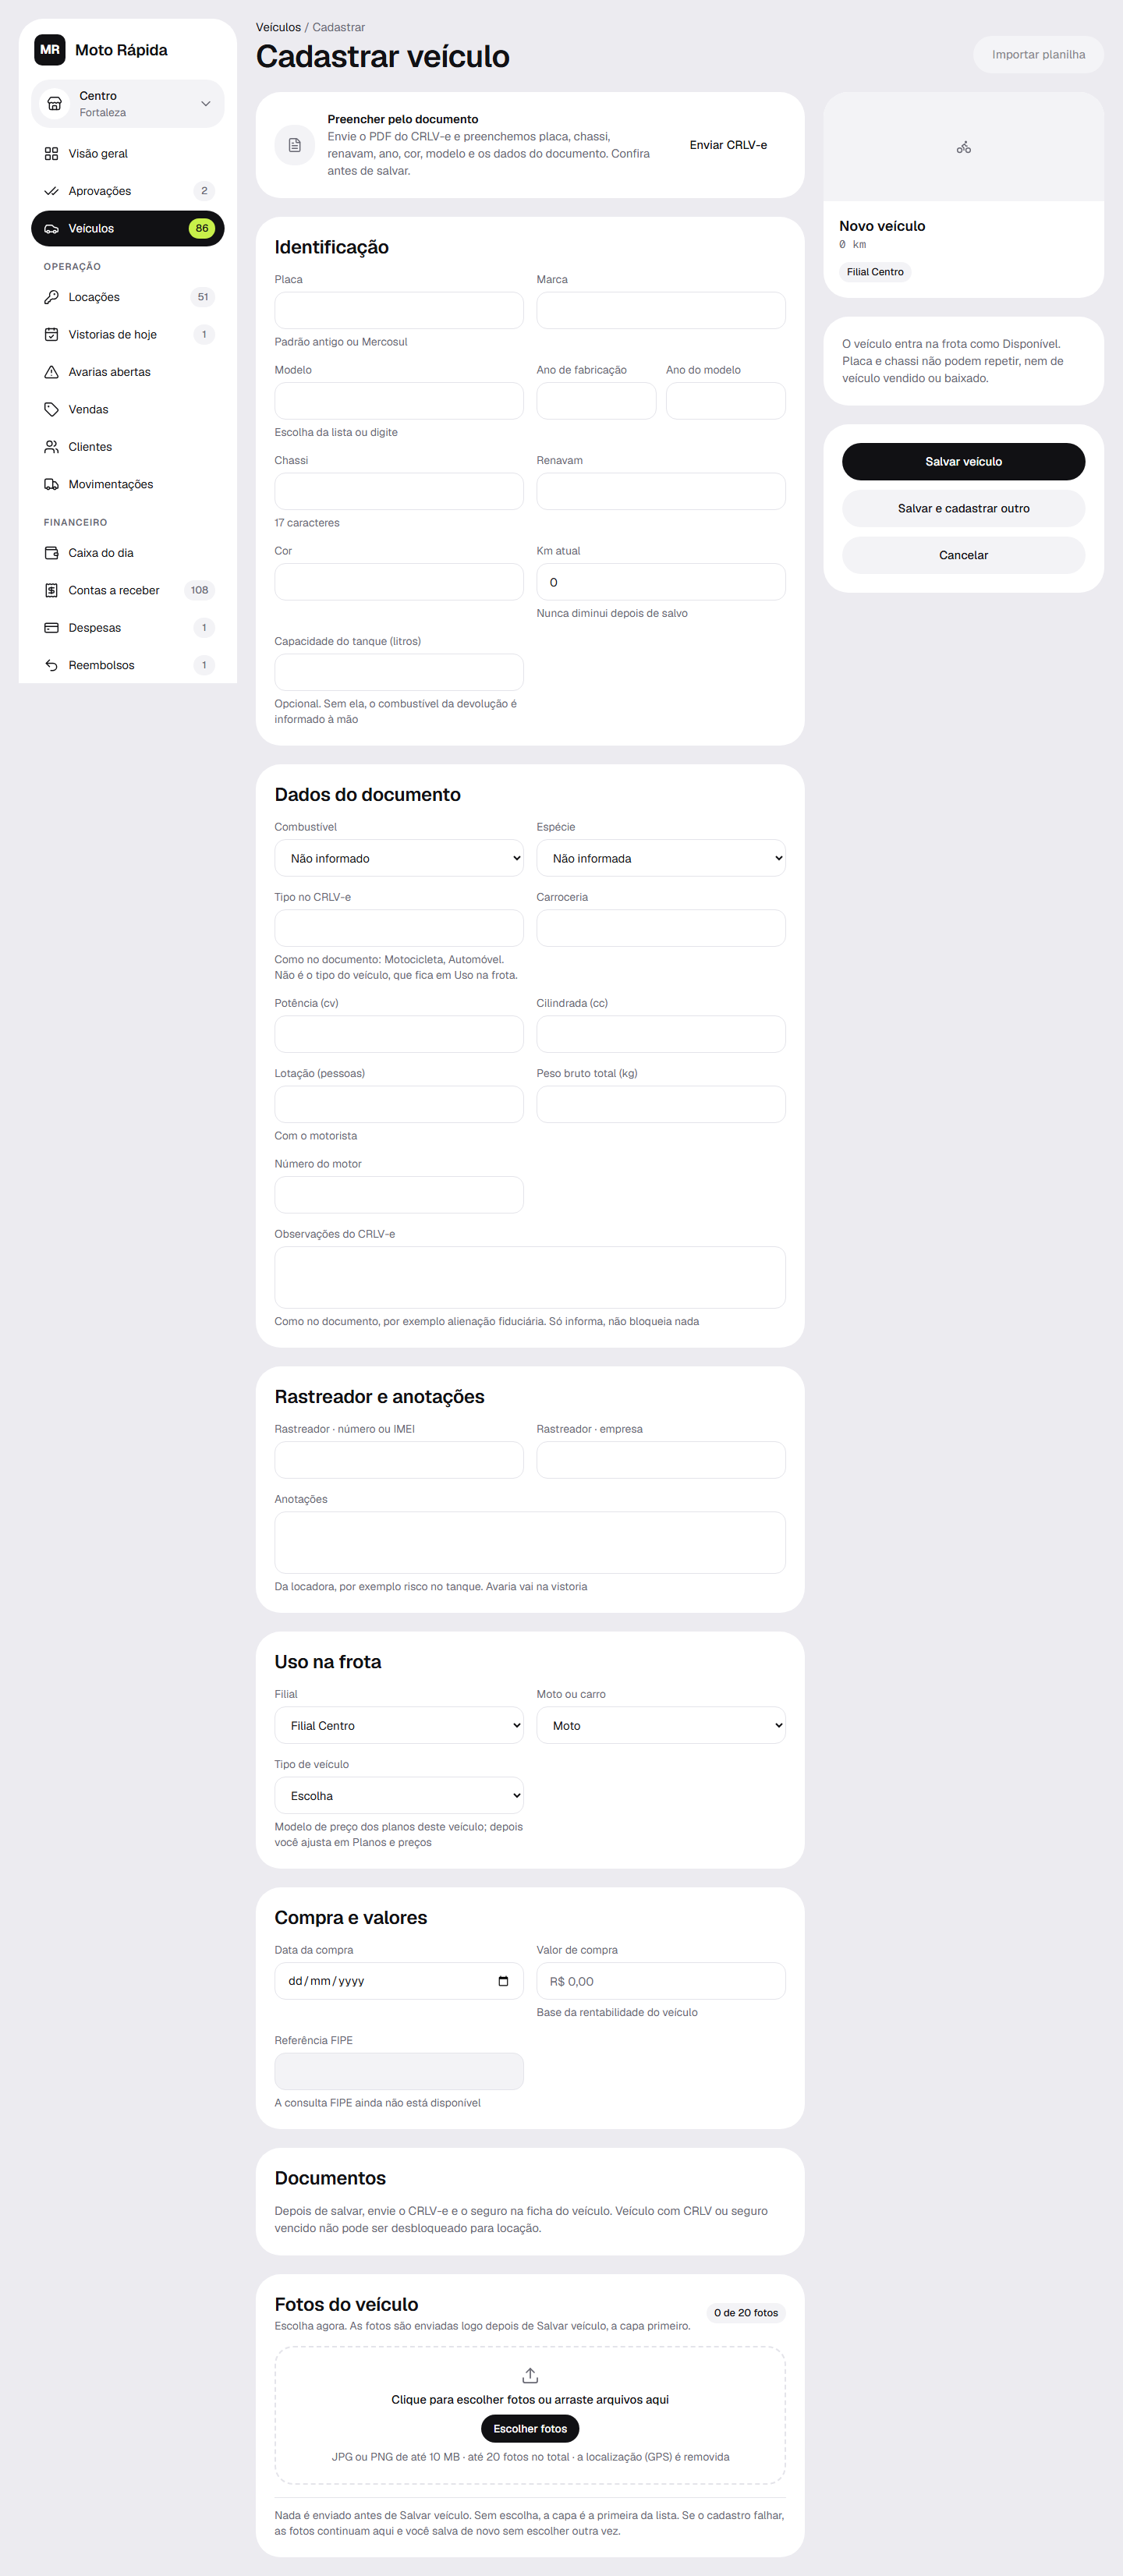 MR Moto Rápida
Centro
Fortaleza
Visão geral
Aprovações 2
Veículos 86
OPERAÇÃO
Locações 51
Vistorias de hoje 1
Avarias abertas
Vendas
Clientes
Movimentações
FINANCEIRO
Caixa do dia
Contas a receber 108
Despesas 1
Reembolsos 1
Veículos / Cadastrar
Cadastrar veículo
Importar planilha
Preencher pelo documento
Envie o PDF do CRLV-e e preenchemos placa, chassi,
renavam, ano, cor, modelo e os dados do documento. Confira
antes de salvar.
Enviar CRLV-e
Identificação
Placa
Marca
Padrão antigo ou Mercosul
Modelo
Ano de fabricação
Ano do modelo
Escolha da lista ou digite
Chassi
Renavam
17 caracteres
Cor
Km atual
0
Nunca diminui depois de salvo
Capacidade do tanque (litros)
Opcional. Sem ela, o combustível da devolução é
informado à mão
Dados do documento
Combustível
Espécie
Não informado
Não informada
Tipo no CRLV-e
Carroceria
Como no documento: Motocicleta, Automóvel.
Não é o tipo do veículo, que fica em Uso na frota.
Potência (cv)
Cilindrada (cc)
Lotação (pessoas)
Peso bruto total (kg)
Com o motorista
Número do motor
Observações do CRLV-e
Como no documento, por exemplo alienação fiduciária. Só informa, não bloqueia nada
Rastreador e anotações
Rastreador · número ou IMEI
Rastreador · empresa
Anotações
Da locadora, por exemplo risco no tanque. Avaria vai na vistoria
Uso na frota
Filial
Moto ou carro
Filial Centro
Moto
Tipo de veículo
Escolha
Modelo de preço dos planos deste veículo; depois
você ajusta em Planos e preços
Compra e valores
Data da compra
Valor de compra
dd/mm/yyyy
R$ 0,00
Base da rentabilidade do veículo
Referência FIPE
A consulta FIPE ainda não está disponível
Documentos
Depois de salvar, envie o CRLV-e e o seguro na ficha do veículo. Veículo com CRLV ou seguro
vencido não pode ser desbloqueado para locação.
Fotos do veículo
Escolha agora. As fotos são enviadas logo depois de Salvar veículo, a capa primeiro.
0 de 20 fotos
Clique para escolher fotos ou arraste arquivos aqui
Escolher fotos
JPG ou PNG de até 10 MB · até 20 fotos no total · a localização (GPS) é removida
Nada é enviado antes de Salvar veículo. Sem escolha, a capa é a primeira da lista. Se o cadastro falhar,
as fotos continuam aqui e você salva de novo sem escolher outra vez.
Novo veículo
0 km
Filial Centro
O veículo entra na frota como Disponível.
Placa e chassi não podem repetir, nem de
veículo vendido ou baixado.
Salvar veículo
Salvar e cadastrar outro
Cancelar